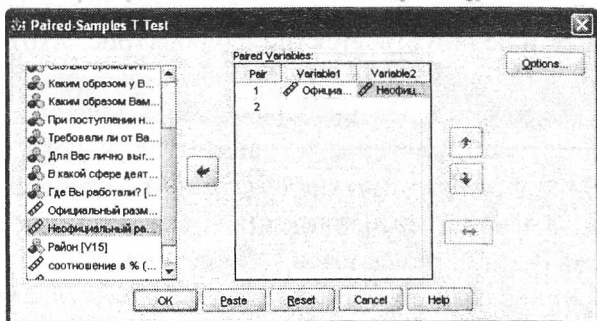 Paired-Samples T Test
Paired Variables:
Options...
Pair Variable1 Variable2
1 Официа... Неофиц...
2
Сколько времени п...
Каким образом у В...
Каким образом Вам...
При поступлении н...
Требовали ли от Ва...
Для Вас лично выг...
В какой сфере деят...
Где Вы работали? [...
Официальный разм...
Неофициальный ра...
Район [V15]
соотношение в % (...
OK Paste Reset Cancel Help